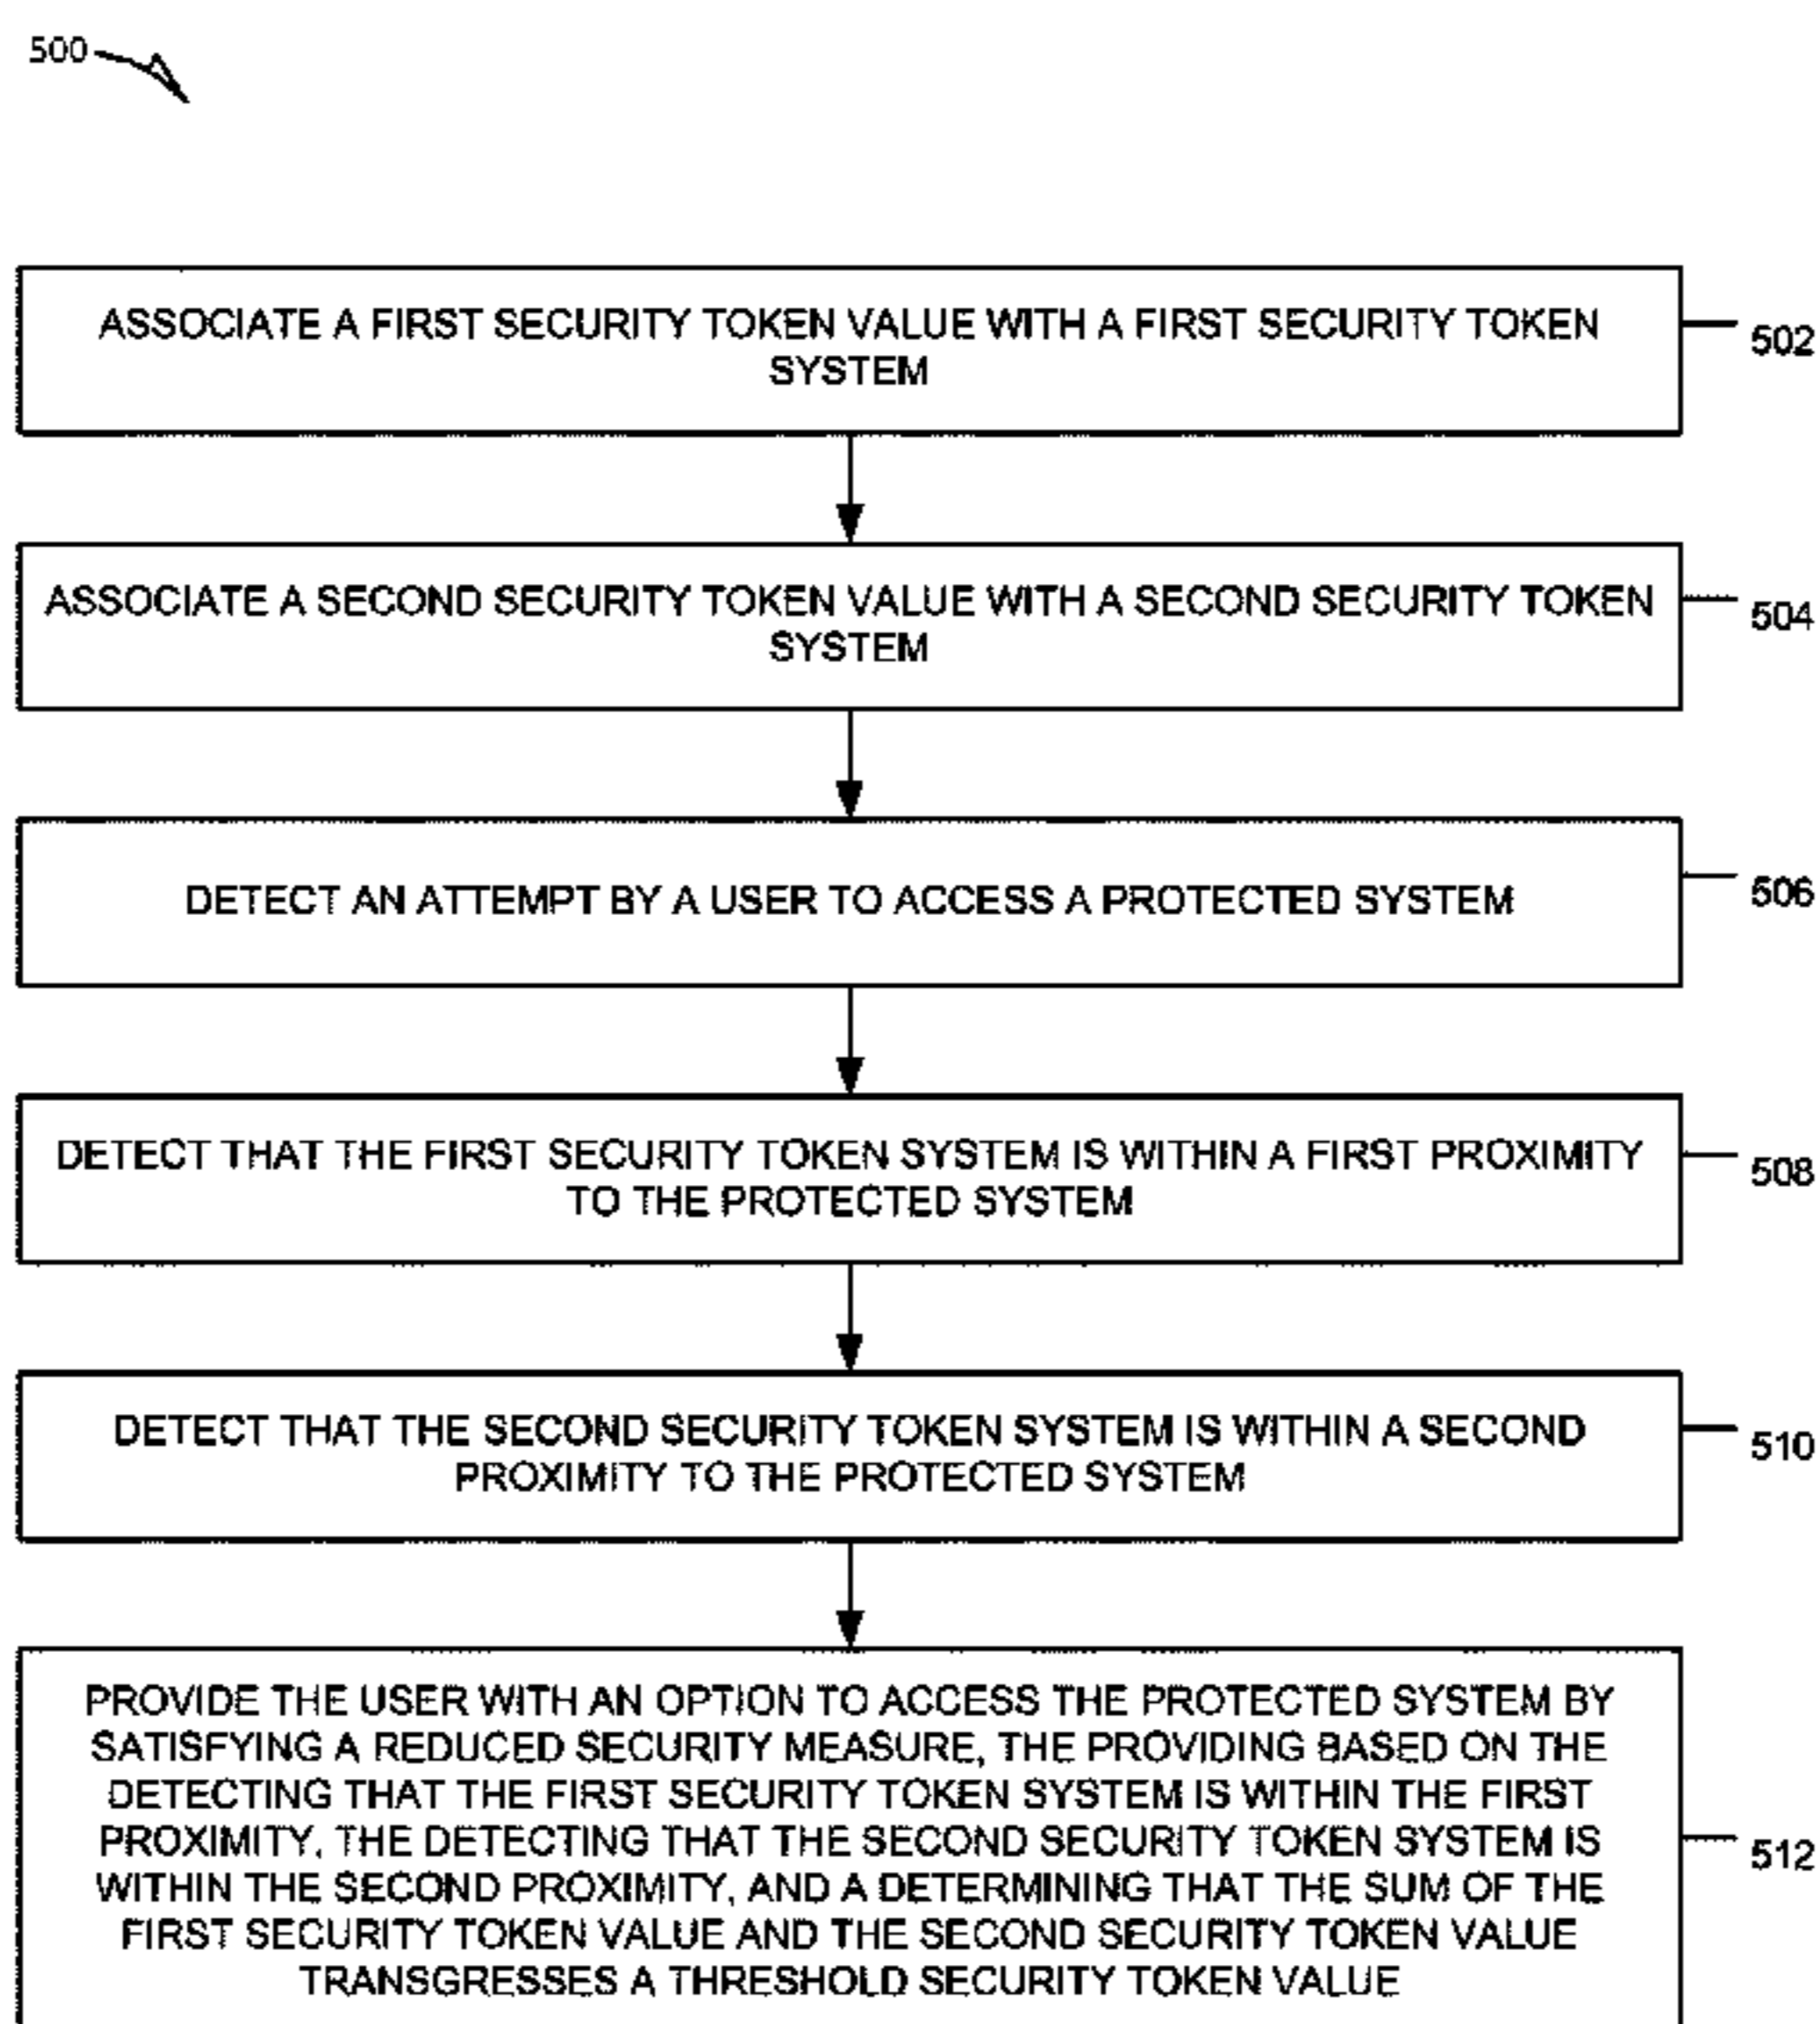 500
ASSOCIATE A FIRST SECURITY TOKEN VALUE WITH A FIRST SECURITY TOKEN
SYSTEM
502
ASSOCIATE A SECOND SECURITY TOKEN VALUE WITH A SECOND SECURITY TOKEN
SYSTEM
504
DETECT AN ATTEMPT BY A USER TO ACCESS A PROTECTED SYSTEM
506
DETECT THAT THE FIRST SECURITY TOKEN SYSTEM IS WITHIN A FIRST PROXIMITY
TO THE PROTECTED SYSTEM
508
DETECT THAT THE SECOND SECURITY TOKEN SYSTEM IS WITHIN A SECOND
PROXIMITY TO THE PROTECTED SYSTEM
510
PROVIDE THE USER WITH AN OPTION TO ACCESS THE PROTECTED SYSTEM BY
SATISFYING A REDUCED SECURITY MEASURE, THE PROVIDING BASED ON THE
DETECTING THAT THE FIRST SECURITY TOKEN SYSTEM IS WITHIN THE FIRST
PROXIMITY, THE DETECTING THAT THE SECOND SECURITY TOKEN SYSTEM IS
WITHIN THE SECOND PROXIMITY, AND A DETERMINING THAT THE SUM OF THE
FIRST SECURITY TOKEN VALUE AND THE SECOND SECURITY TOKEN VALUE
TRANSGRESSES A THRESHOLD SECURITY TOKEN VALUE
512